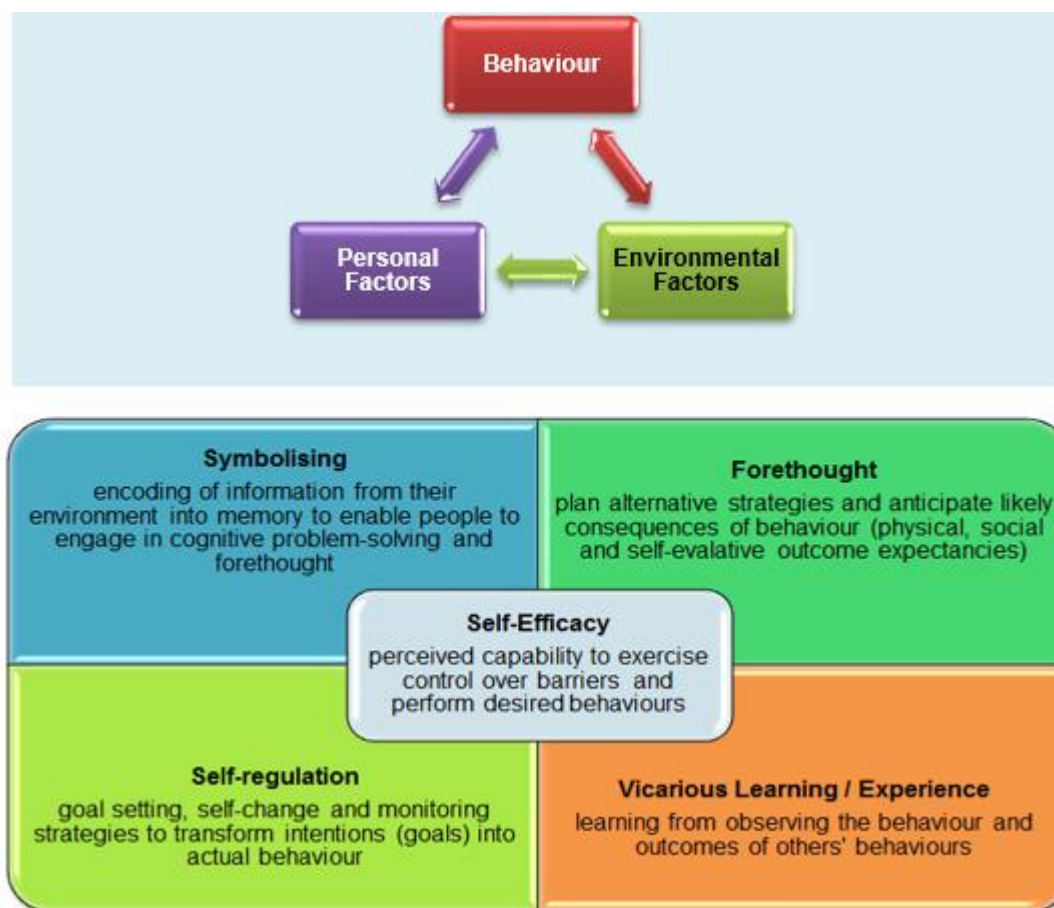 Behaviour
Personal
Factors
Environmental
Factors
Symbolising
encoding of information from their
environment into memory to enable people to
engage in cognitive problem-solving and
forethought
Forethought
plan alternative strategies and anticipate likely
consequences of behaviour (physical, social
and self-evalative outcome expectancies)
Self-Efficacy
perceived capability to exercise
control over barriers and
perform desired behaviours
Self-regulation
goal setting, self-change and monitoring
strategies to transform intentions (goals) into
actual behaviour
Vicarious Learning / Experience
learning from observing the behaviour and
outcomes of others' behaviours